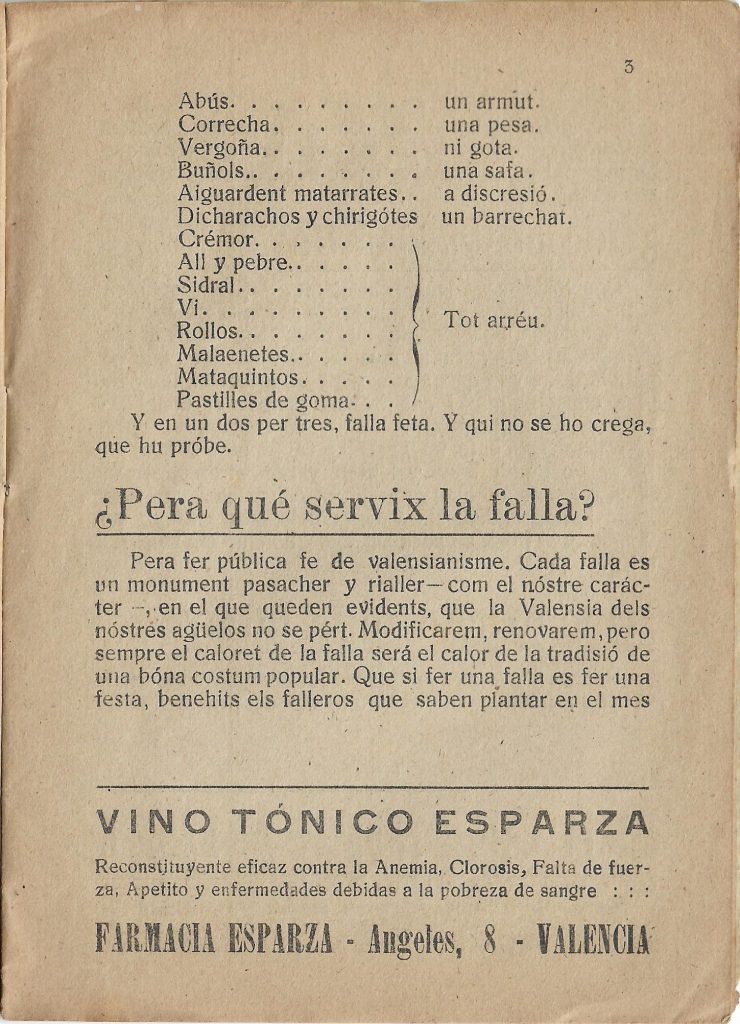 3
Abús. . . . . . . . . un armut.
Correcha. . . . . . . una pesa.
Vergoña. . . . . . . . ni gota.
Buñols. . . . . . . . una safa.
Aiguardent matarrates. . a discresió.
Dicharachos y chirigótes un barrechat.
Crémor. . . . . . .
All y pebre. . . . . .
Sidral. . . . . . . .
Vi. . . . . . . . .
Rollos. . . . . . . .
Tot arréu.
Malaenetes. . . . . .
Mataquintos. . . . . .
Pastilles de goma. . .
Y en un dos per tres, falla feta. Y qui no se ho crega,
que hu próbe.
¿Pera qué servix la falla?
Pera fer pública fe de valensianisme. Cada falla es
un monument pasacher y rialler—com el nóstre carác-
ter —, en el que queden evidents, que la Valensia dels
nóstres agüelos no se pért. Modificarem, renovarem, pero
sempre el caloret de la falla será el calor de la tradisió de
una bóna costum popular. Que si fer una falla es fer una
festa, benehits els falleros que saben plantar en el mes
VINO TÓNICO ESPARZA
Reconstituyente eficaz contra la Anemia, Clorosis, Falta de fuer-
za, Apetito y enfermedades debidas a la pobreza de sangre : : :
FARMACIA ESPARZA - Angeles, 8 - VALENCIA